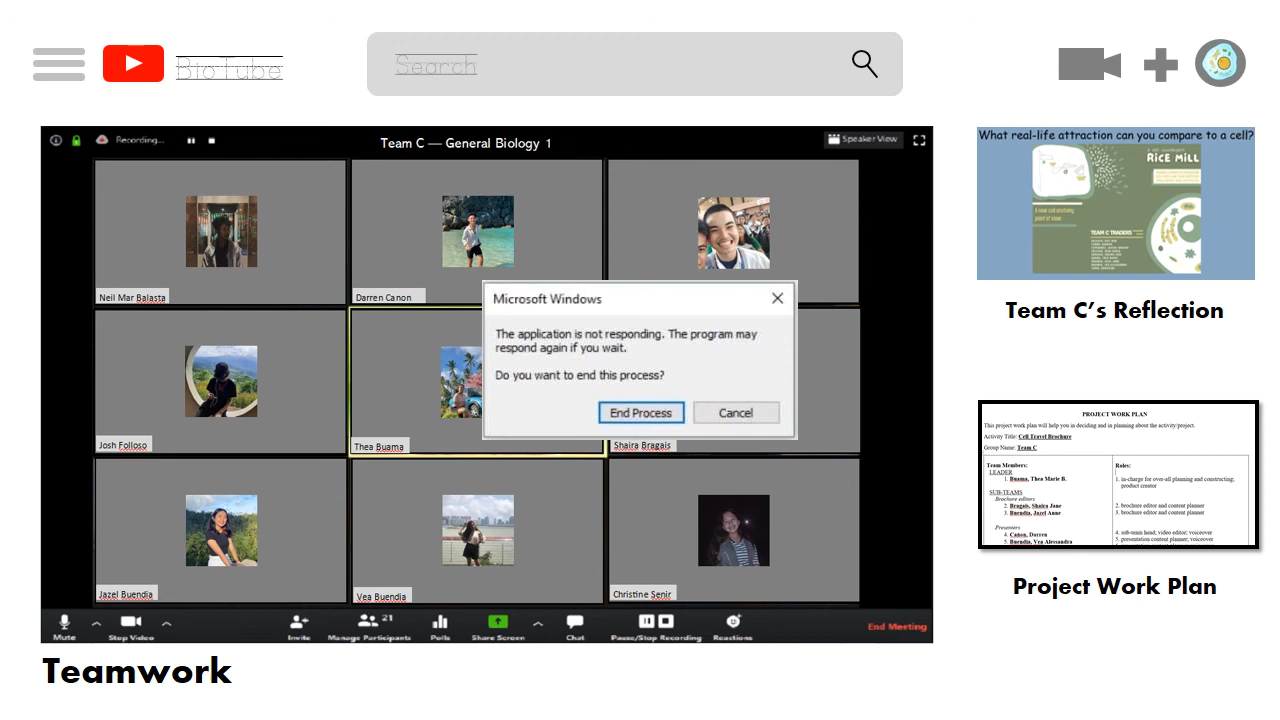 BioTube
Search
Recording...
Team C — General Biology 1
Speaker View
Neil Mar Balasta
Darren Canon
Josh Folloso
Thea Buama
Shaira Bragais
Jazel Buendia
Vea Buendia
Christine Senir
Microsoft Windows
The application is not responding. The program may
respond again if you wait.
Do you want to end this process?
End Process
Cancel
Mute
Stop Video
Invite
21
Manage Participants
Polls
Share Screen
Chat
Pause/Stop Recording
Reactions
End Meeting
Teamwork
What real-life attraction can you compare to a cell?
RICE MILL
TEAM C TRADERS
Team C's Reflection
PROJECT WORK PLAN
This project work plan will help you in deciding and in planning about the activity/project.
Activity Title: Cell Travel Brochure
Group Name: Team C
Team Members:
LEADER
1. Buama, Thea Marie B.
SUB-TEAMS
Brochure editors
2. Bragais, Shaira Jane
3. Buendia, Jazel Anne
Presenters
4. Canon, Darren
5. Buendia, Vea Alessandra
Roles:
1. in-charge for over-all planning and constructing;
product creator
2. brochure editor and content planner
3. brochure editor and content planner
4. sub-team head; video editor; voiceover
5. presentation content planner, voiceover
Project Work Plan